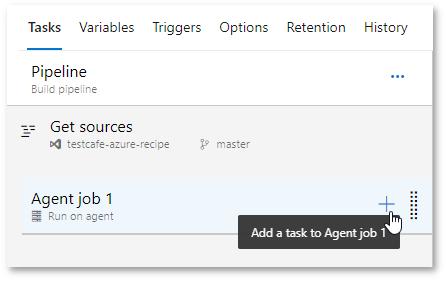 Tasks Variables Triggers Options Retention History
Pipeline
Build pipeline
Get sources
testcafe-azure-recipe master
Agent job 1
Run on agent
Add a task to Agent job 1